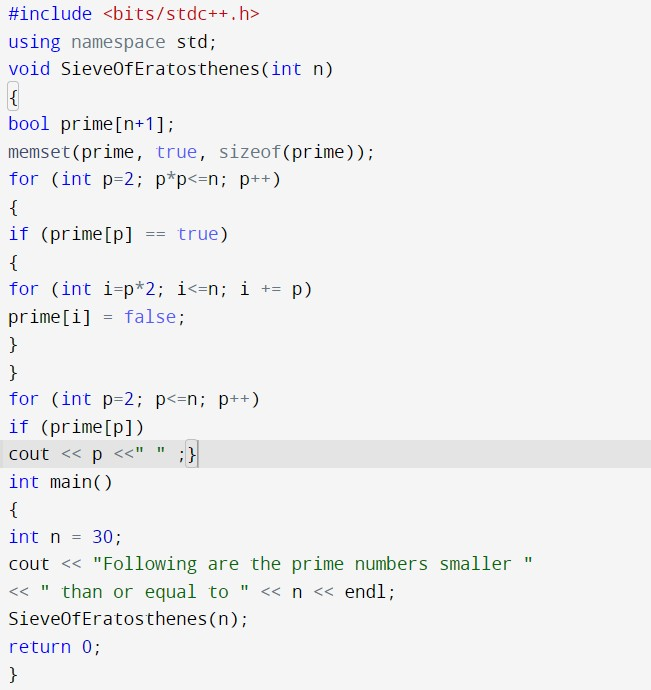 #include <bits/stdc++.h>
using namespace std;
void SieveOfEratosthenes(int n)
{
bool prime[n+1];
memset(prime, true, sizeof(prime));
for (int p=2; p*p<=n; p++)
{
if (prime[p] == true)
{
for (int i=p*2; i<=n; i += p)
prime[i] = false;
}
}
for (int p=2; p<=n; p++)
if (prime[p])
cout << p <<" " ;}
int main()
{
int n = 30;
cout << "Following are the prime numbers smaller "
<< " than or equal to " << n << endl;
SieveOfEratosthenes(n);
return 0;
}